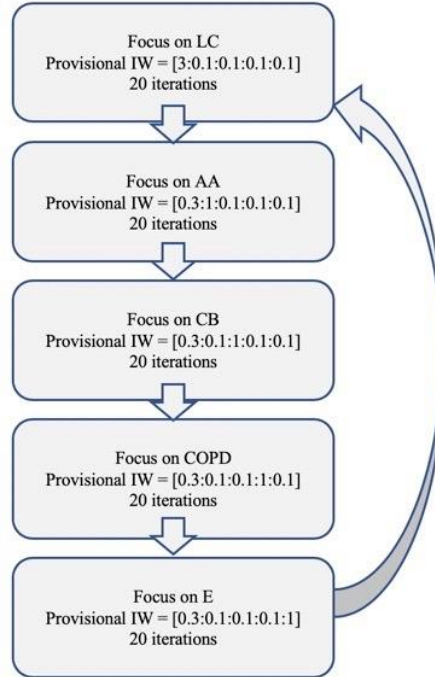 Focus on LC
Provisional IW = [3:0.1:0.1:0.1:0.1]
20 iterations
Focus on AA
Provisional IW = [0.3:1:0.1:0.1:0.1]
20 iterations
Focus on CB
Provisional IW = [0.3:0.1:1:0.1:0.1]
20 iterations
Focus on COPD
Provisional IW = [0.3:0.1:0.1:1:0.1]
20 iterations
Focus on E
Provisional IW = [0.3:0.1:0.1:0.1:1]
20 iterations